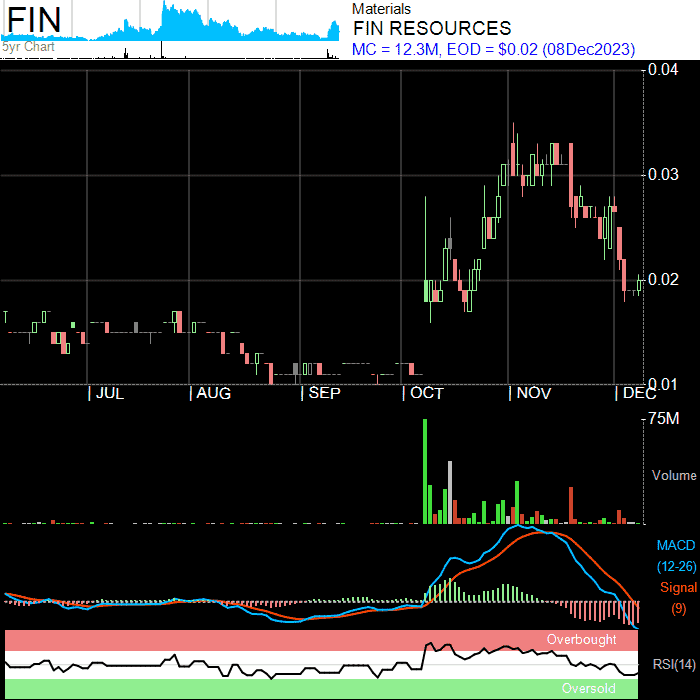 FIN
5yr Chart
Materials
FIN RESOURCES
MC = 12.3M, EOD = $0.02 (08Dec2023)
0.04
0.03
0.02
0.01
JUL AUG SEP OCT NOV DEC
75M
Volume
MACD
(12-26)
Signal
(9)
Overbought
RSI(14)
Oversold